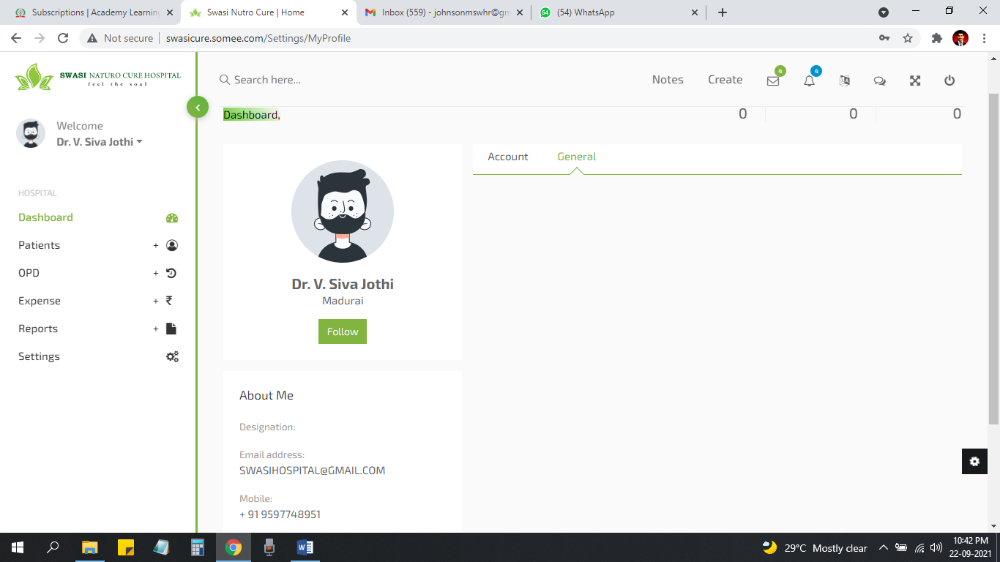 Subscriptions | Academy Learning
Swasi Nutro Cure | Home
Inbox (559) - johnsonmswhr@gm
54
(54) WhatsApp
Not secure | swasicure.somee.com/Settings/MyProfile
SWASI NATURO CURE HOSPITAL
feel the soul
Search here...
Notes
Create
4
4
Welcome
Dr. V. Siva Jothi
Dashboard,
0
0
0
HOSPITAL
Dashboard
Patients +
OPD +
Expense + ₹
Reports +
Settings
Account
General
Dr. V. Siva Jothi
Madurai
Follow
About Me
Designation:
Email address:
SWASIHOSPITAL@GMAIL.COM
Mobile:
+ 91 9597748951
29°C Mostly clear
10:42 PM
22-09-2021